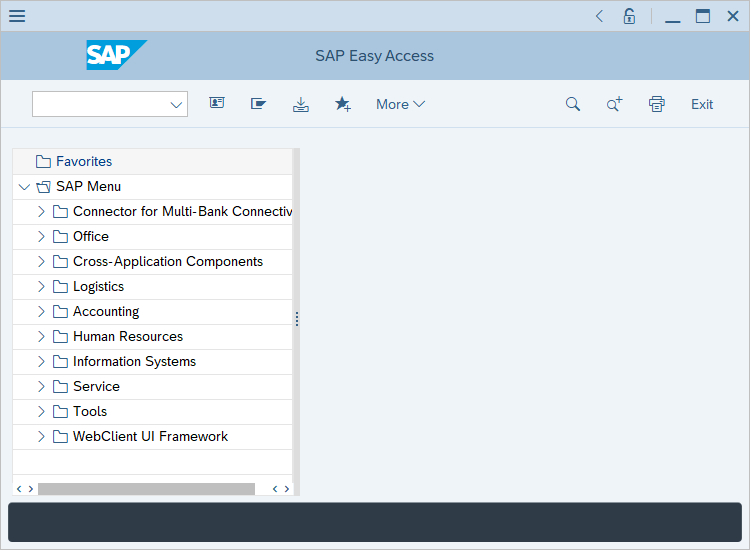 SAP
SAP Easy Access
More
Exit
Favorites
SAP Menu
Connector for Multi-Bank Connectiv
Office
Cross-Application Components
Logistics
Accounting
Human Resources
Information Systems
Service
Tools
WebClient UI Framework